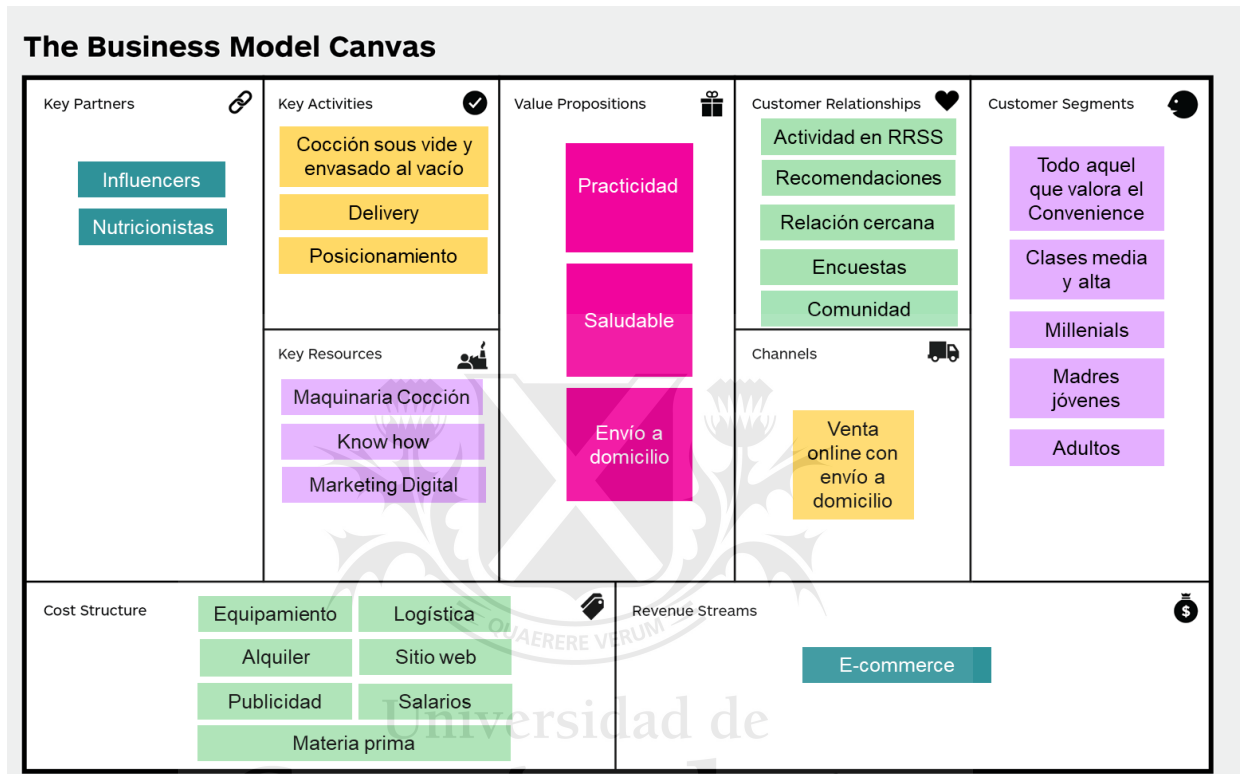 The Business Model Canvas
Key Partners
Influencers
Nutricionistas
Key Activities
Cocción sous vide y
envasado al vacío
Delivery
Posicionamiento
Key Resources
Maquinaria Cocción
Know how
Marketing Digital
Value Propositions
Practicidad
Saludable
Envío a
domicilio
Customer Relationships
Actividad en RRSS
Recomendaciones
Relación cercana
Encuestas
Comunidad
Channels
Venta
online con
envío a
domicilio
Customer Segments
Todo aquel
que valora el
Convenience
Clases media
y alta
Millenials
Madres
jóvenes
Adultos
Cost Structure
Equipamiento
Logística
Alquiler
Sitio web
Publicidad
Salarios
Materia prima
Revenue Streams
$
E-commerce
QUAERERE VERUM
Universidad de